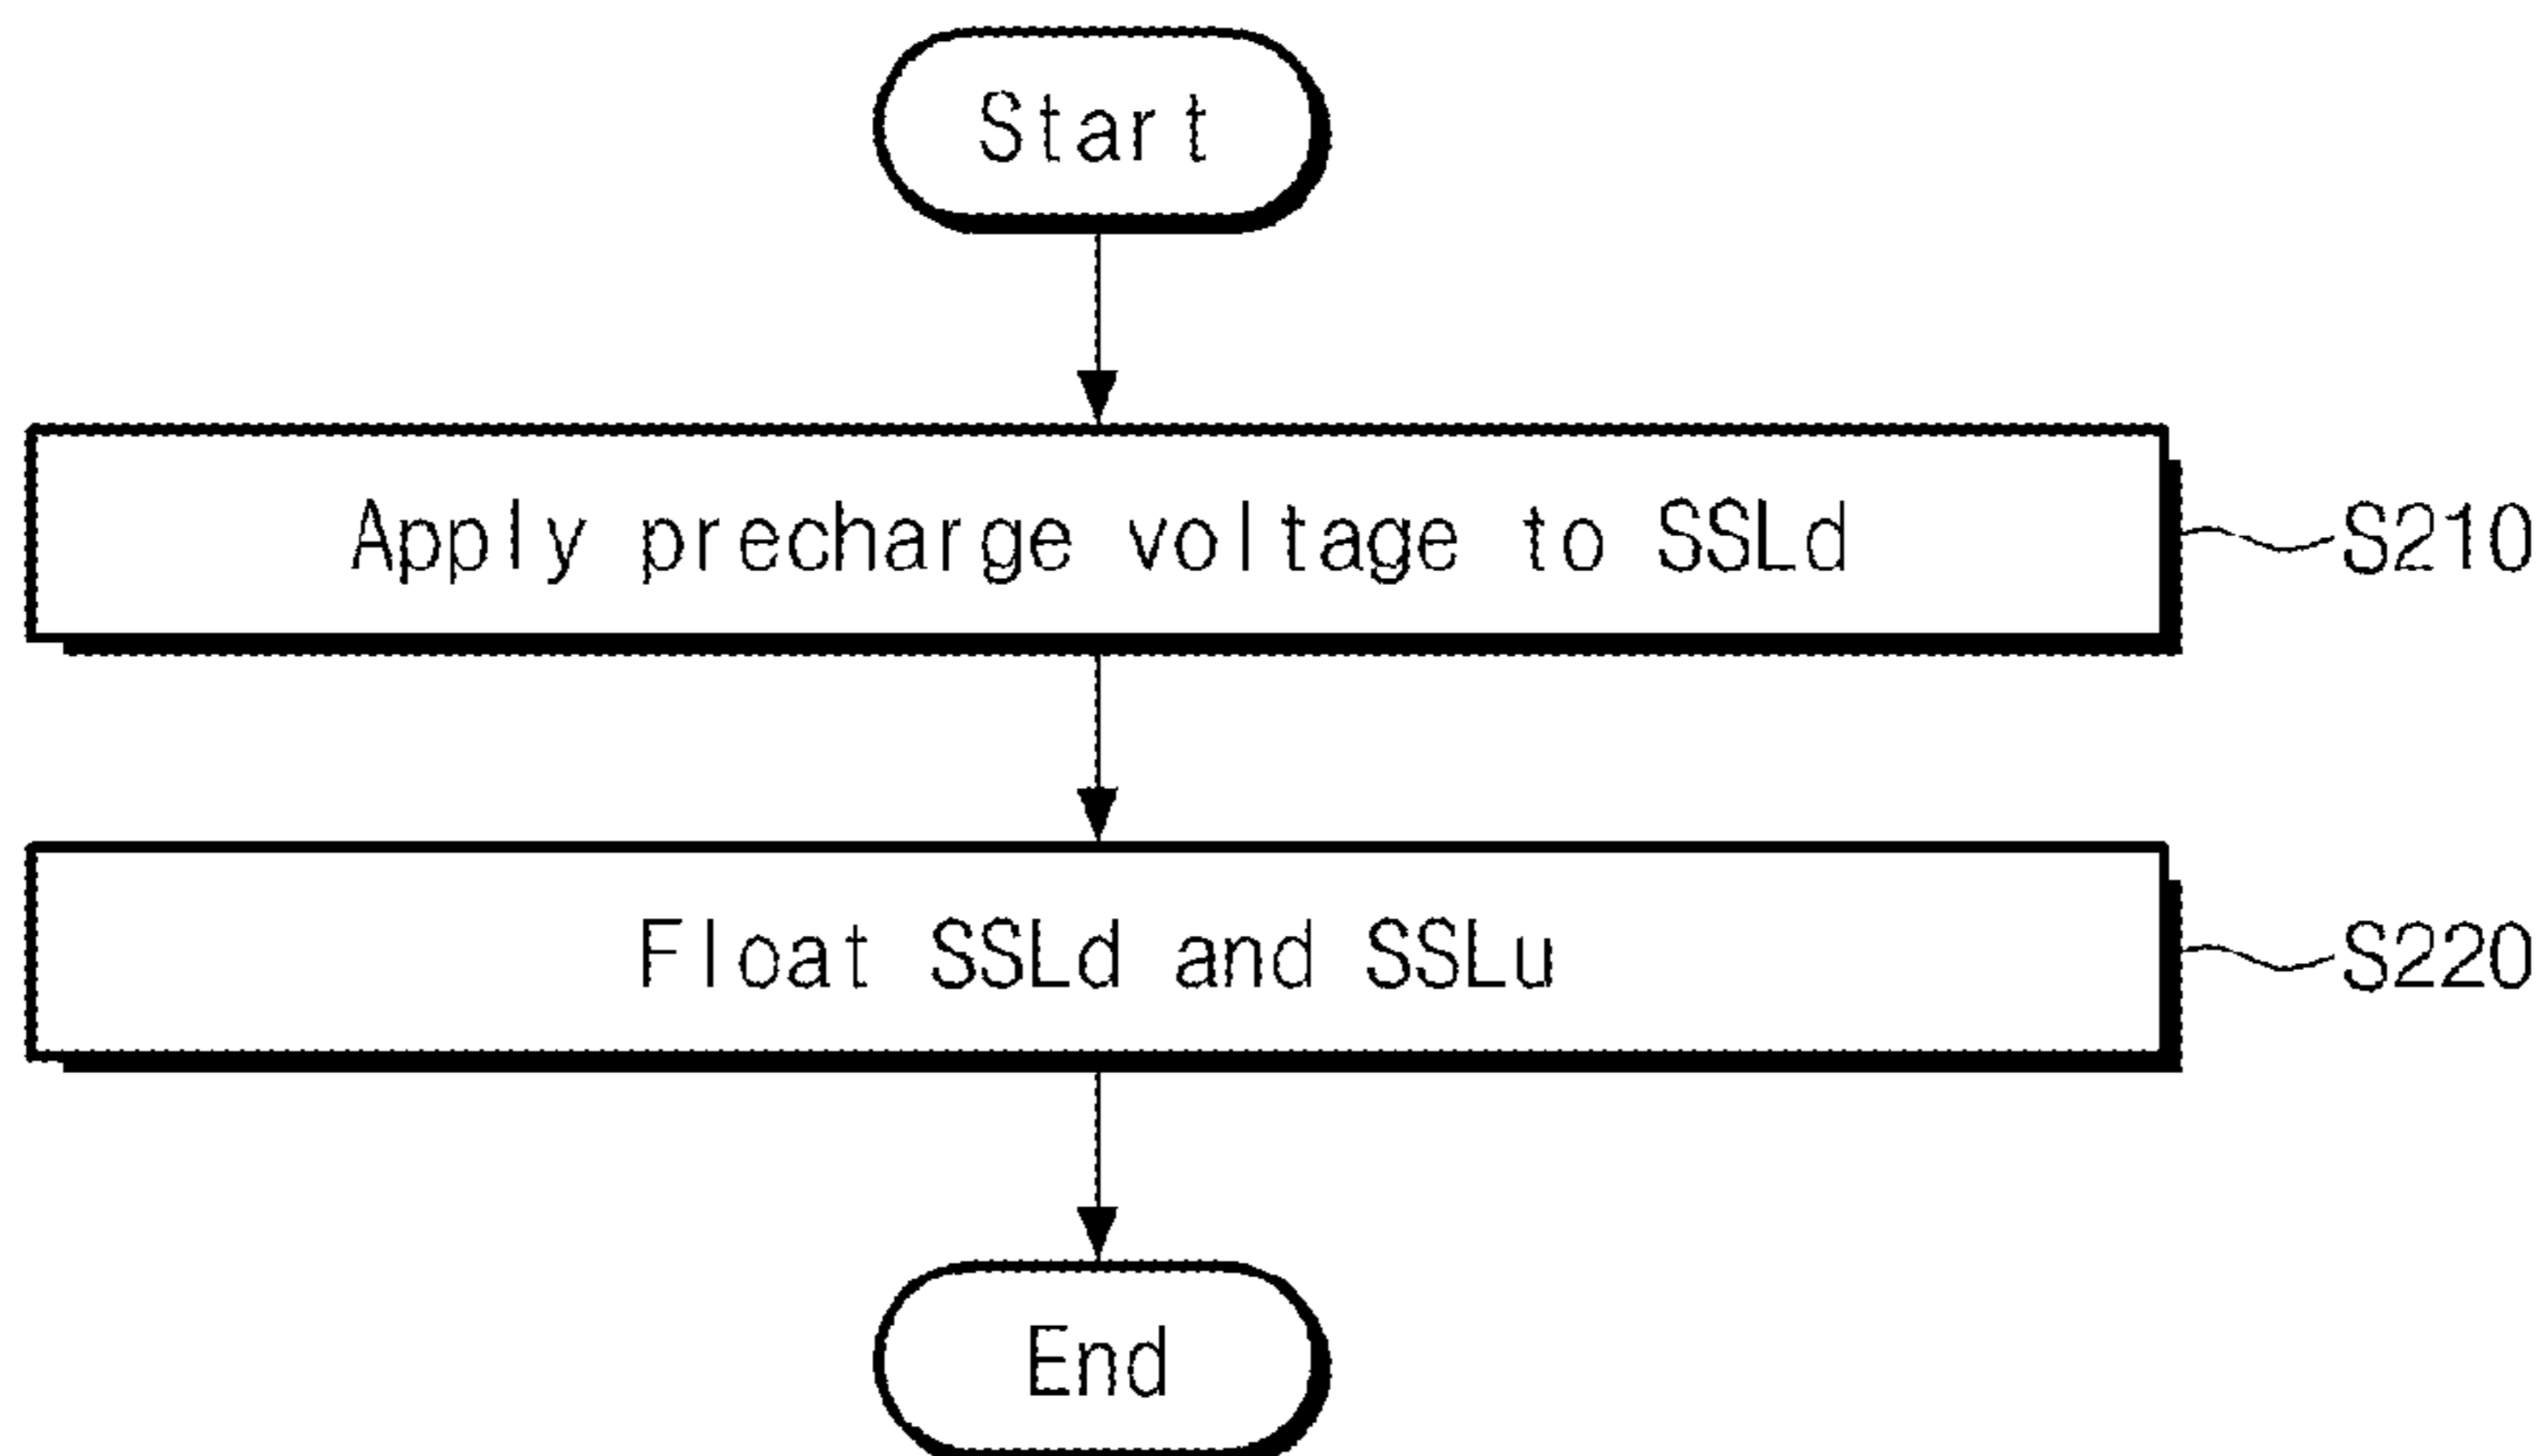 Start
Apply precharge voltage to SSLd
S210
Float SSLd and SSLu
S220
End